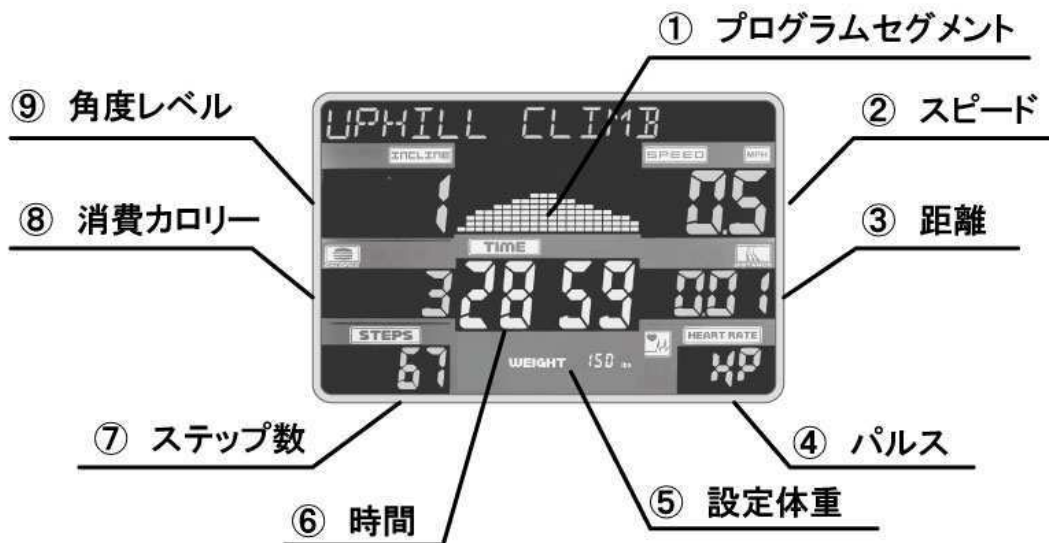 ① プログラムセグメント
⑨ 角度レベル
② スピード
UPHILL CLIMB
INCLINE
SPEED MPH
1
0.5
⑧ 消費カロリー
③ 距離
TIME
DISTANCE
3
28 59
0.01
STEPS
HEART RATE
67
WEIGHT 150 lbs
HP
⑦ ステップ数
④ パルス
⑥ 時間
⑤ 設定体重